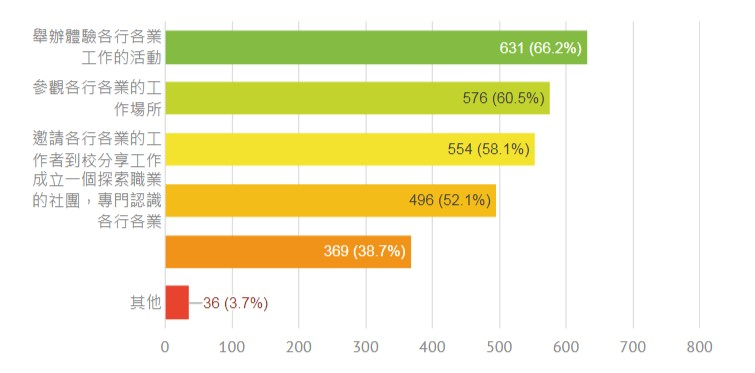 舉辦體驗各行各業
工作的活動
631 (66.2%)
參觀各行各業的工
作場所
576 (60.5%)
邀請各行各業的工
作者到校分享工作
554 (58.1%)
成立一個探索職業
的社團，專門認識
各行各業
496 (52.1%)
369 (38.7%)
其他
36 (3.7%)
0 100 200 300 400 500 600 700 800